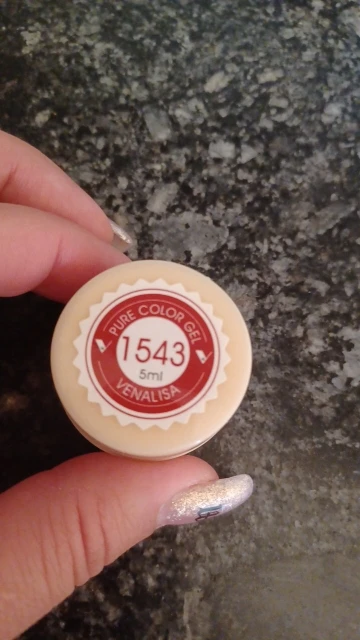 PURE COLOR GEL
1543
5ml
VENALISA